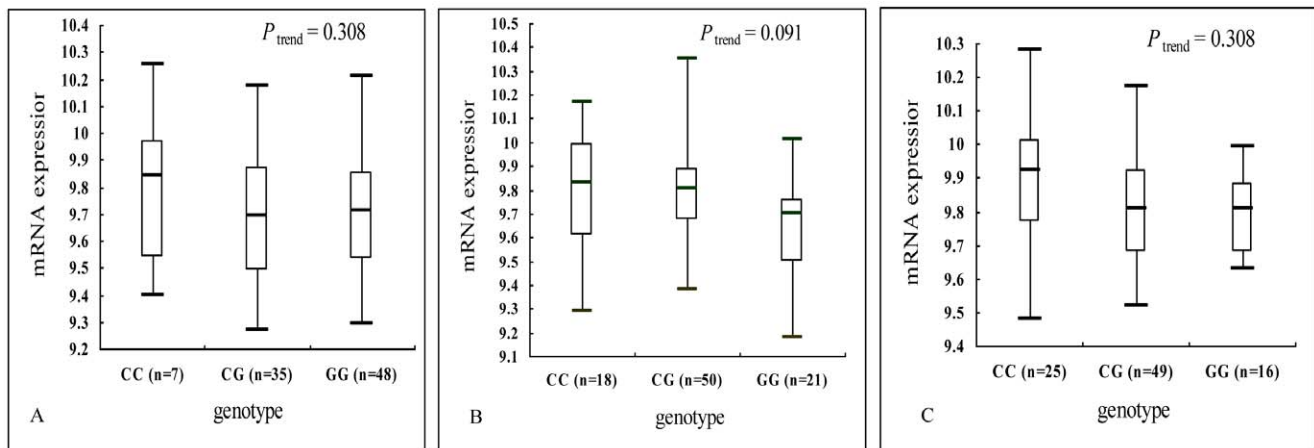 P trend = 0.308
10.4
10.3
10.2
10.1
10
9.9
9.8
9.7
9.6
9.5
9.4
9.3
9.2
mRNA expressior
CC (n=7) CG (n=35) GG (n=48)
genotype
A
P trend = 0.091
10.5
10.4
10.3
10.2
10.1
10
9.9
9.8
9.7
9.6
9.5
9.4
9.3
9.2
9.1
mRNA expressior
CC (n=18) CG (n=50) GG (n=21)
genotype
B
P trend = 0.308
10.3
10.2
10.1
10
9.9
9.8
9.7
9.6
9.5
9.4
mRNA expressior
CC (n=25) CG (n=49) GG (n=16)
genotype
C